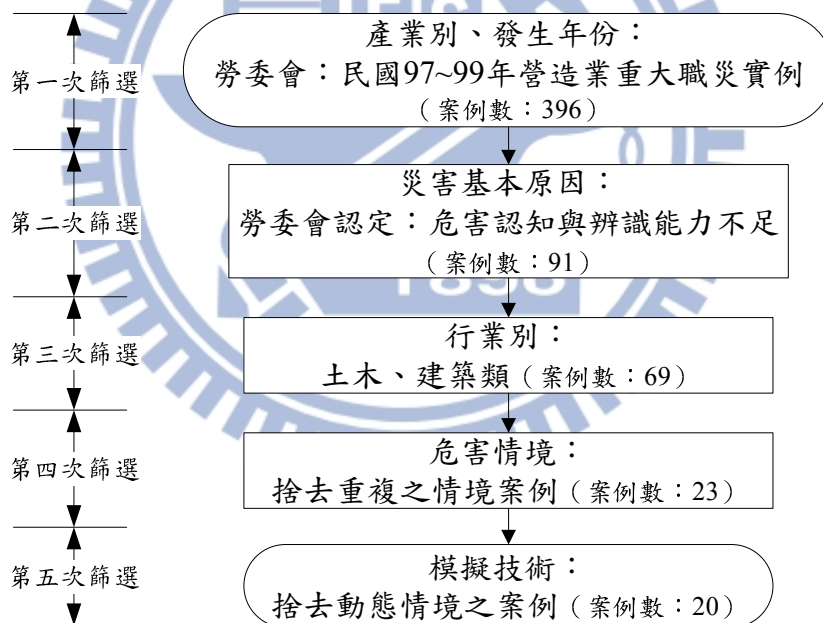 第一次篩選
產業別、發生年份：
勞委會：民國97~99年營造業重大職災實例
（案例數：396）
第二次篩選
災害基本原因：
勞委會認定：危害認知與辨識能力不足
（案例數：91）
1898
第三次篩選
行業別：
土木、建築類（案例數：69）
第四次篩選
危害情境：
捨去重複之情境案例（案例數：23）
第五次篩選
模擬技術：
捨去動態情境之案例（案例數：20）